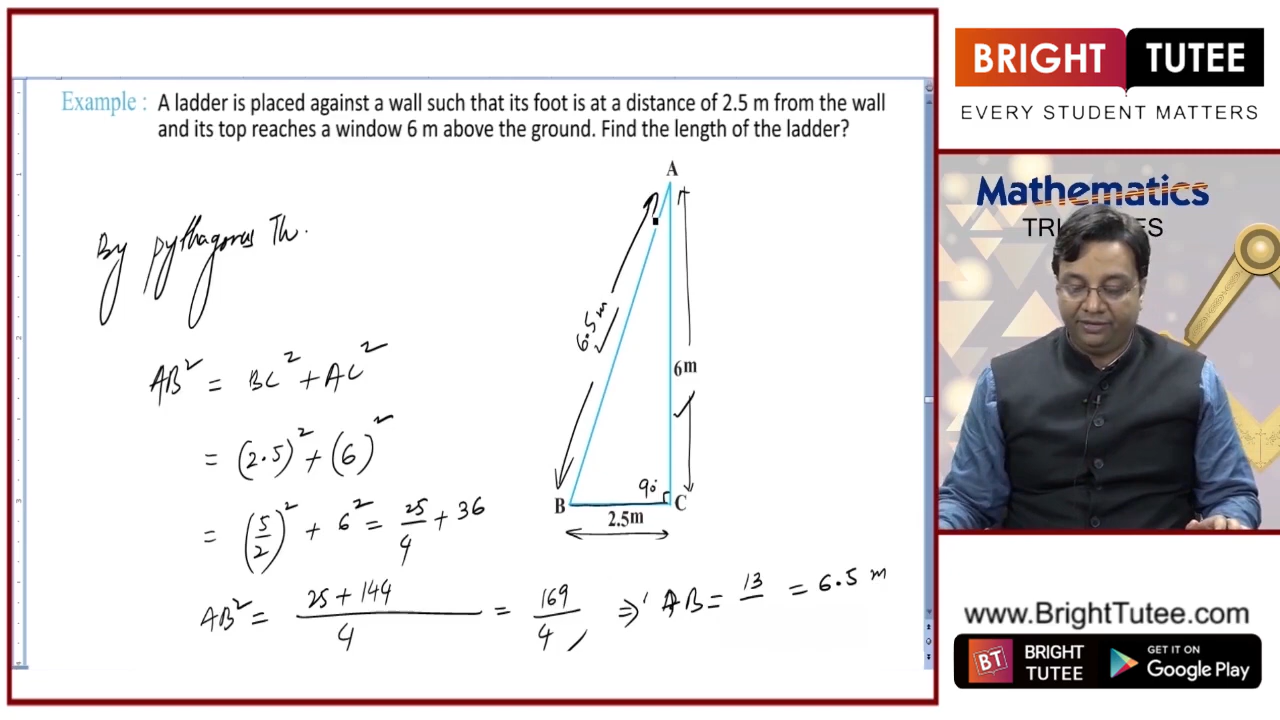 Example : A ladder is placed against a wall such that its foot is at a distance of 2.5 m from the wall
and its top reaches a window 6 m above the ground. Find the length of the ladder?
By pythagoras Th.
AB² = BC² + AC²
= (2.5)² + (6)²
= (5/2)² + 6² = 25/4 + 36
AB² = 25 + 144/4 = 169/4 , ⇒ AB = 13/ = 6.5 m
A
6.5 m
6m
90°
B
C
2.5m
BRIGHT TUTEE
EVERY STUDENT MATTERS
Mathematics
www.BrightTutee.com
BT
BRIGHT
TUTEE
GET IT ON
Google Play